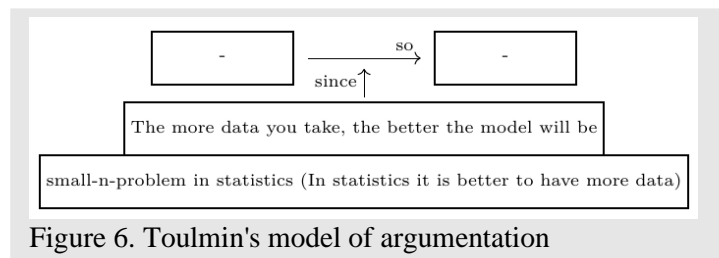 -
so
-
since
The more data you take, the better the model will be
small-n-problem in statistics (In statistics it is better to have more data)
Figure 6. Toulmin's model of argumentation